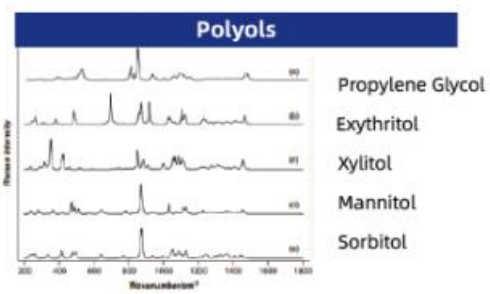 Polyols
(a)
(b)
(c)
(d)
(e)
Propylene Glycol
Exythritol
Xylitol
Mannitol
Sorbitol
200 400 600 800 1000 1200 1400 1600 1800